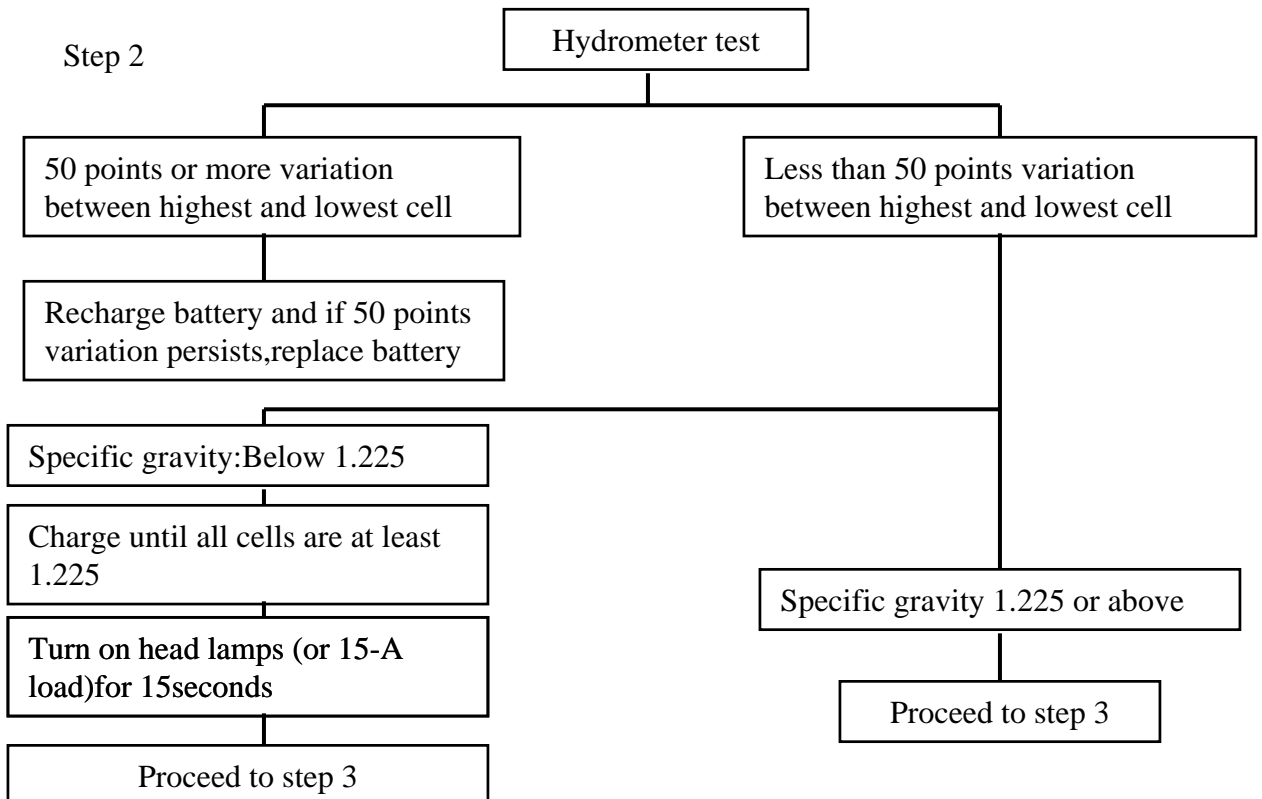 Step 2
Hydrometer test
50 points or more variation
between highest and lowest cell
Less than 50 points variation
between highest and lowest cell
Recharge battery and if 50 points
variation persists,replace battery
Specific gravity:Below 1.225
Charge until all cells are at least
1.225
Turn on head lamps (or 15-A
load)for 15seconds
Proceed to step 3
Specific gravity 1.225 or above
Proceed to step 3